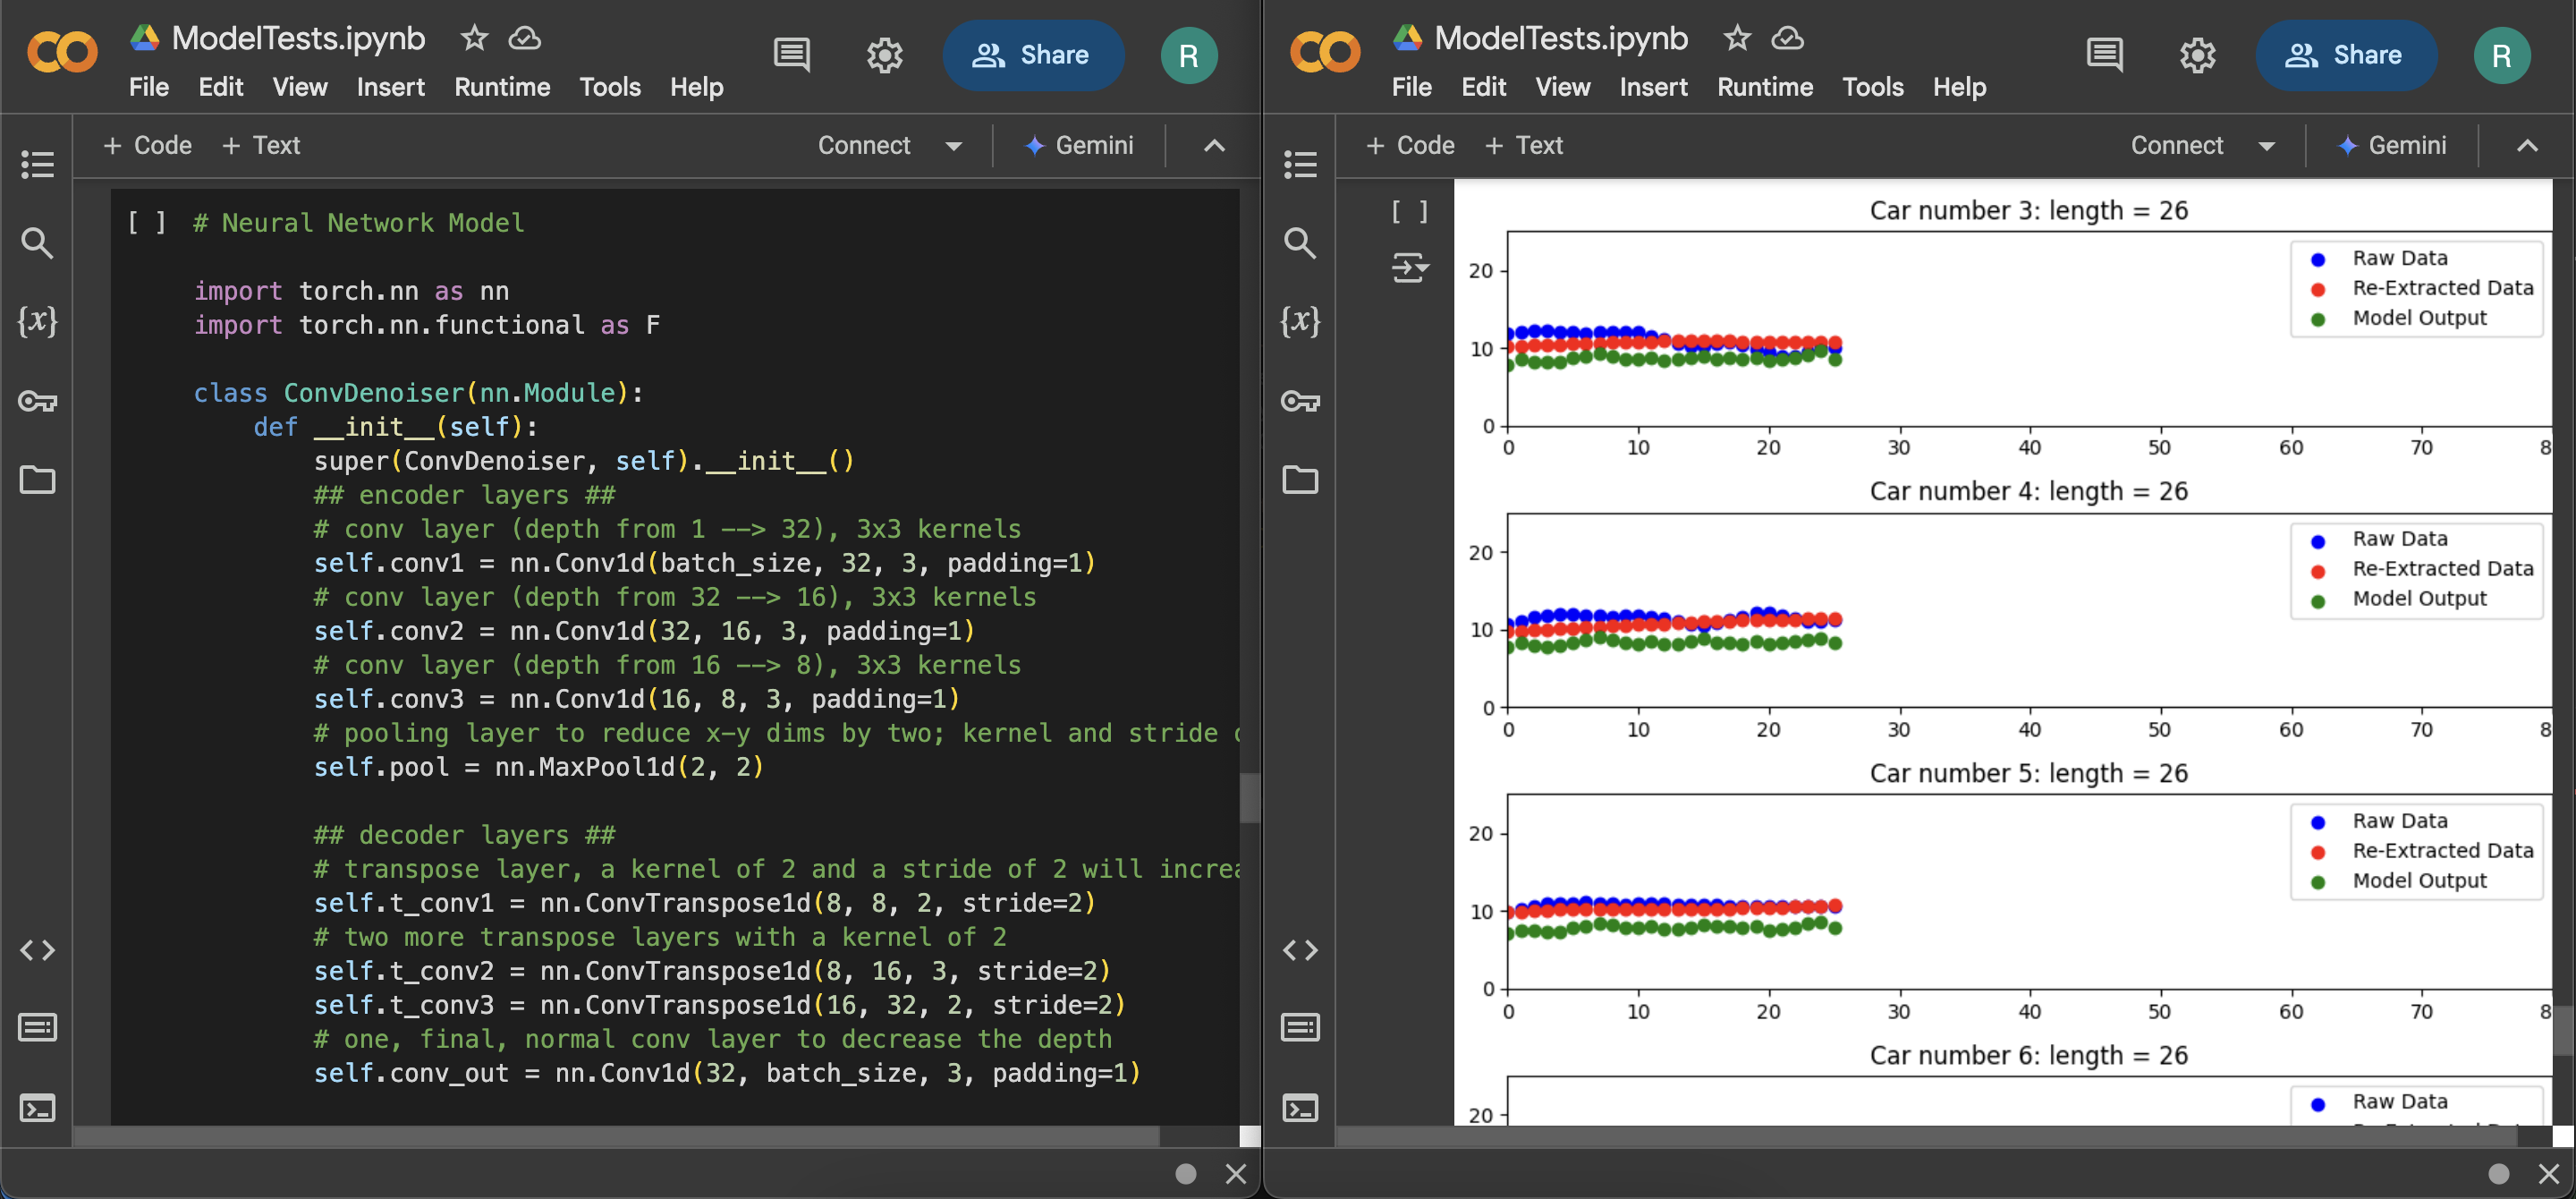 ModelTests.ipynb
Share
R
File Edit View Insert Runtime Tools Help
+ Code + Text
Connect
Gemini
{x}
[ ]
# Neural Network Model
import torch.nn as nn
import torch.nn.functional as F
class ConvDenoiser(nn.Module):
def __init__(self):
super(ConvDenoiser, self).__init__()
## encoder layers ##
# conv layer (depth from 1 --> 32), 3x3 kernels
self.conv1 = nn.Conv1d(batch_size, 32, 3, padding=1)
# conv layer (depth from 32 --> 16), 3x3 kernels
self.conv2 = nn.Conv1d(32, 16, 3, padding=1)
# conv layer (depth from 16 --> 8), 3x3 kernels
self.conv3 = nn.Conv1d(16, 8, 3, padding=1)
# pooling layer to reduce x-y dims by two; kernel and stride
self.pool = nn.MaxPool1d(2, 2)
## decoder layers ##
# transpose layer, a kernel of 2 and a stride of 2 will increa
self.t_conv1 = nn.ConvTranspose1d(8, 8, 2, stride=2)
# two more transpose layers with a kernel of 2
self.t_conv2 = nn.ConvTranspose1d(8, 16, 3, stride=2)
self.t_conv3 = nn.ConvTranspose1d(16, 32, 2, stride=2)
# one, final, normal conv layer to decrease the depth
self.conv_out = nn.Conv1d(32, batch_size, 3, padding=1)
ModelTests.ipynb
Share
R
File Edit View Insert Runtime Tools Help
+ Code + Text
Connect
Gemini
{x}
[ ]
Car number 3: length = 26
Raw Data
Re-Extracted Data
Model Output
20
10
0
0 10 20 30 40 50 60 70 8
Car number 4: length = 26
Raw Data
Re-Extracted Data
Model Output
20
10
0
0 10 20 30 40 50 60 70 8
Car number 5: length = 26
Raw Data
Re-Extracted Data
Model Output
20
10
0
0 10 20 30 40 50 60 70 8
Car number 6: length = 26
Raw Data
20